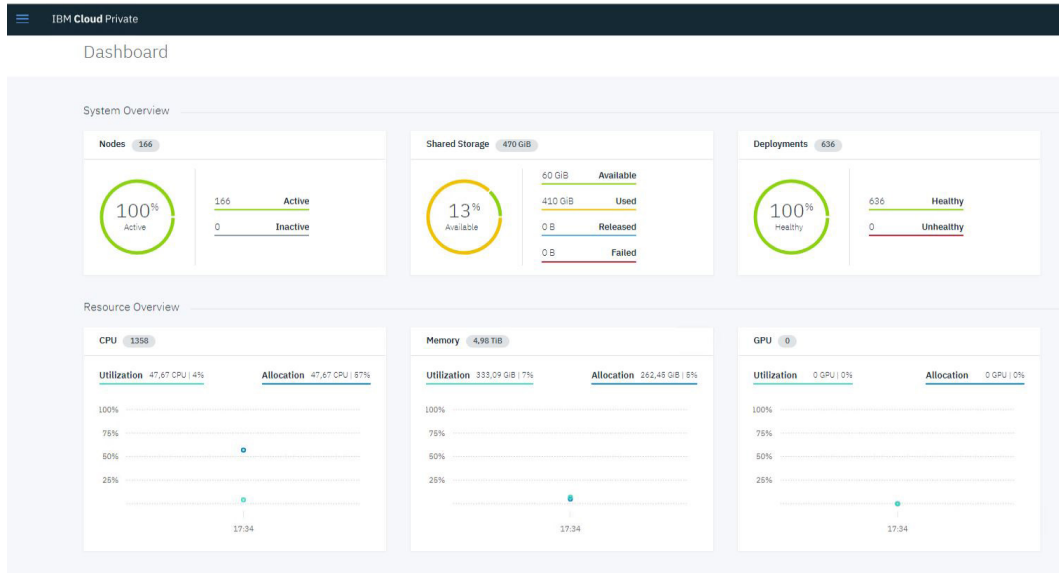 IBM Cloud Private
Dashboard
System Overview
Nodes 166
100%
Active
166 Active
0 Inactive
Shared Storage 470 GiB
13%
Available
60 GiB Available
410 GiB Used
0 B Released
0 B Failed
Deployments 636
100%
Healthy
636 Healthy
0 Unhealthy
Resource Overview
CPU 1358
Utilization 47,67 CPU | 4% Allocation 47,67 CPU | 57%
100%
75%
50%
25%
17:34
Memory 4,98 TiB
Utilization 333,09 GiB | 7% Allocation 262,45 GiB | 5%
100%
75%
50%
25%
17:34
GPU 0
Utilization 0 GPU | 0% Allocation 0 GPU | 0%
100%
75%
50%
25%
17:34